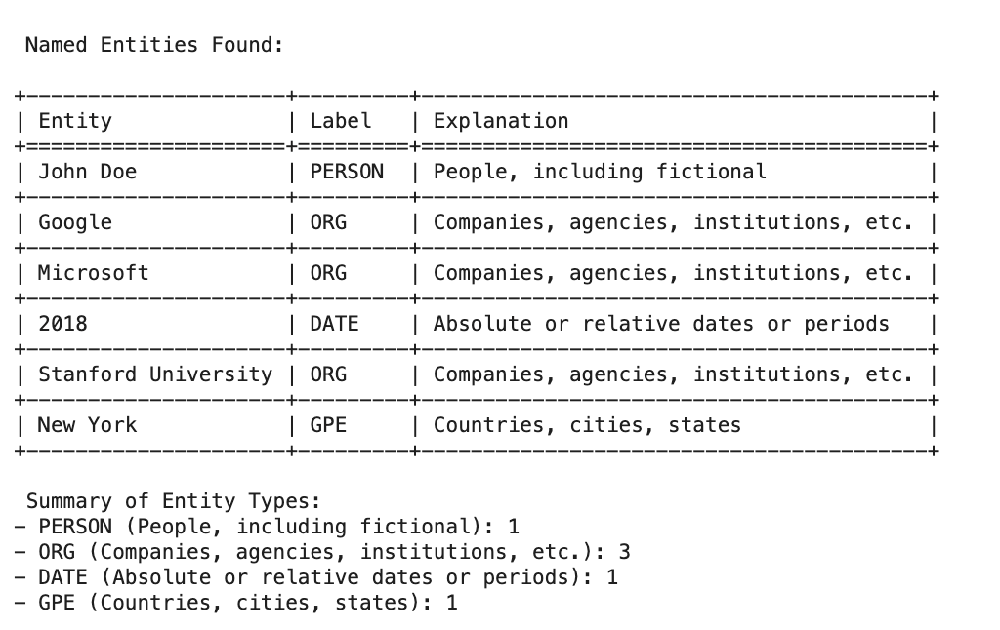 Named Entities Found:
+---------------------+---------+-----------------------------------------+
| Entity              | Label   | Explanation                             |
+=====================+=========+=========================================+
| John Doe            | PERSON  | People, including fictional             |
+---------------------+---------+-----------------------------------------+
| Google              | ORG     | Companies, agencies, institutions, etc. |
+---------------------+---------+-----------------------------------------+
| Microsoft           | ORG     | Companies, agencies, institutions, etc. |
+---------------------+---------+-----------------------------------------+
| 2018                | DATE    | Absolute or relative dates or periods   |
+---------------------+---------+-----------------------------------------+
| Stanford University | ORG     | Companies, agencies, institutions, etc. |
+---------------------+---------+-----------------------------------------+
| New York            | GPE     | Countries, cities, states               |
+---------------------+---------+-----------------------------------------+
Summary of Entity Types:
- PERSON (People, including fictional): 1
- ORG (Companies, agencies, institutions, etc.): 3
- DATE (Absolute or relative dates or periods): 1
- GPE (Countries, cities, states): 1